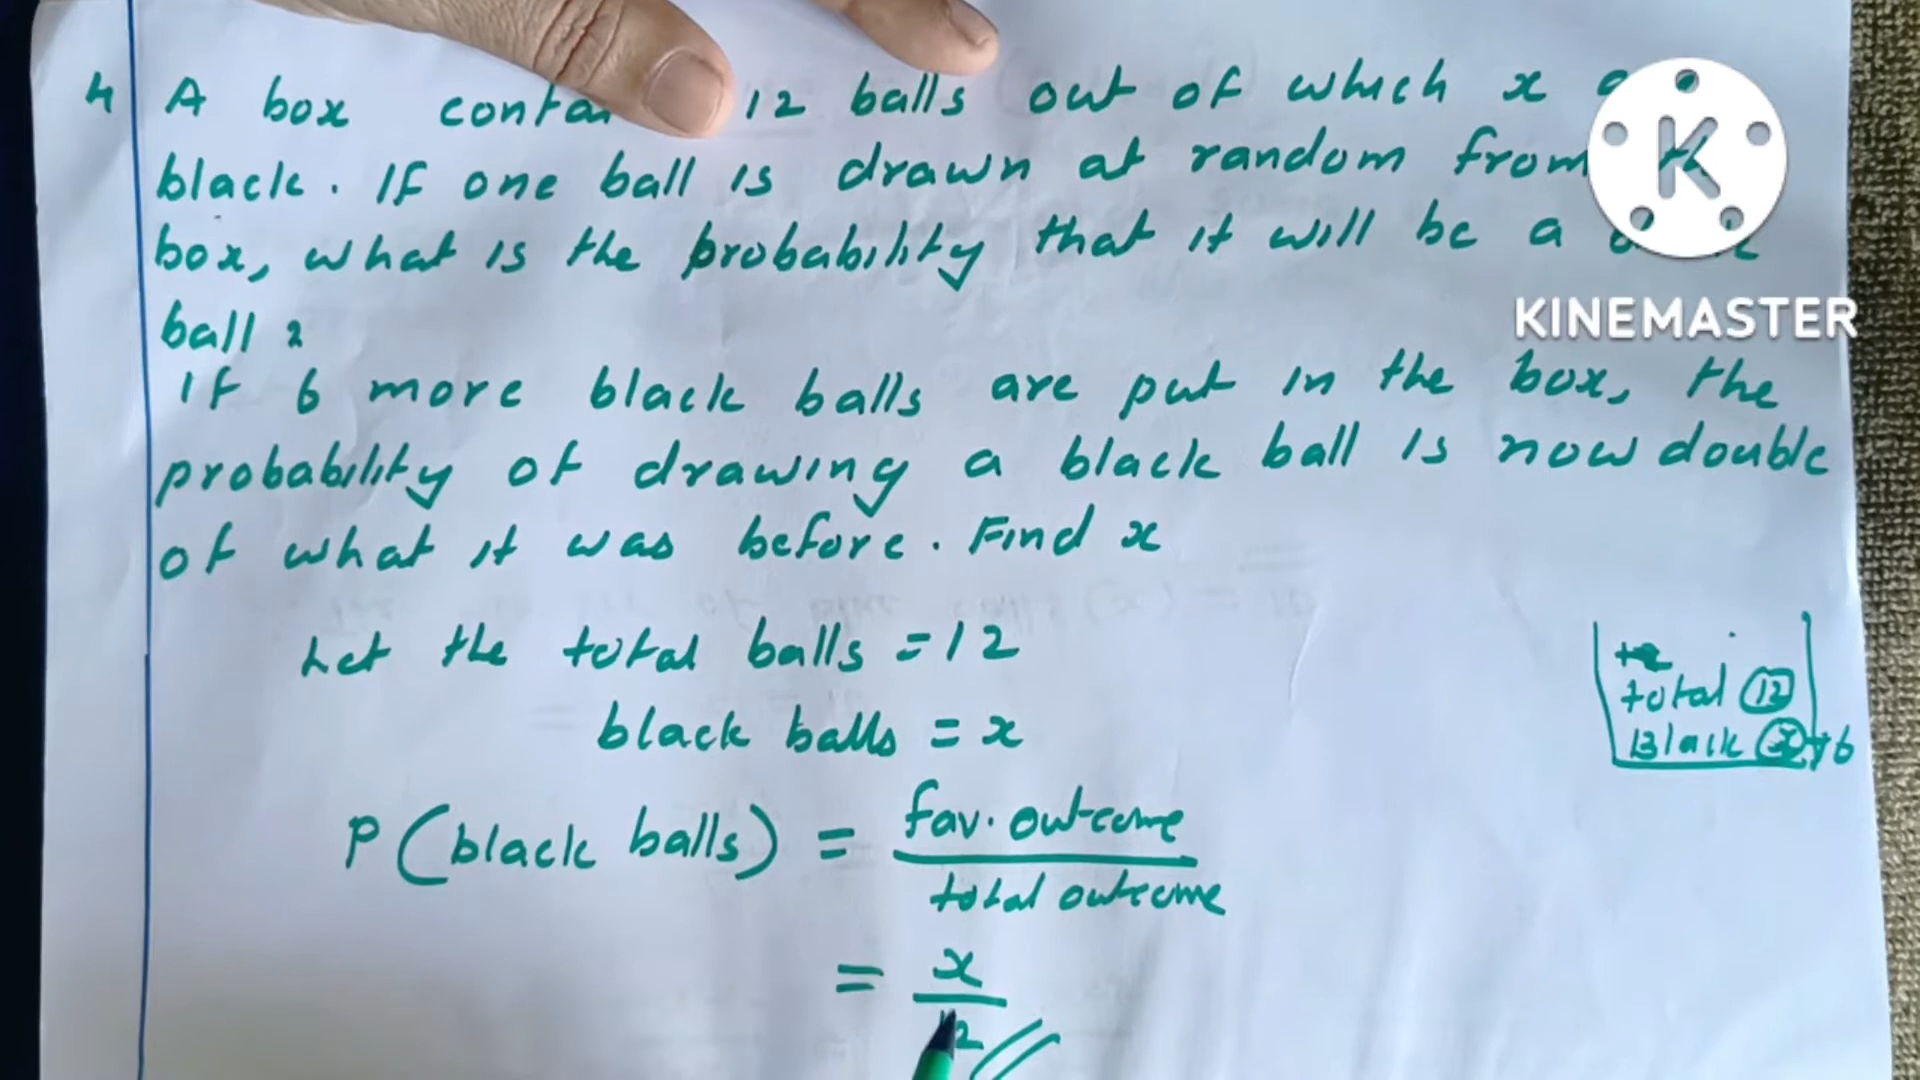 4 A box 12 balls out of which x
black. If one ball is drawn at random from
box, what is the probability that it will be a
ball ?
If 6 more black balls are put in the box, the
probability of drawing a black ball is now double
of what it was before. Find x
Let the total balls = 12
black balls = x
P (black balls) = fav. outcome
total outcome
= x
12
total 12
Black x + 6
K
KINEMASTER